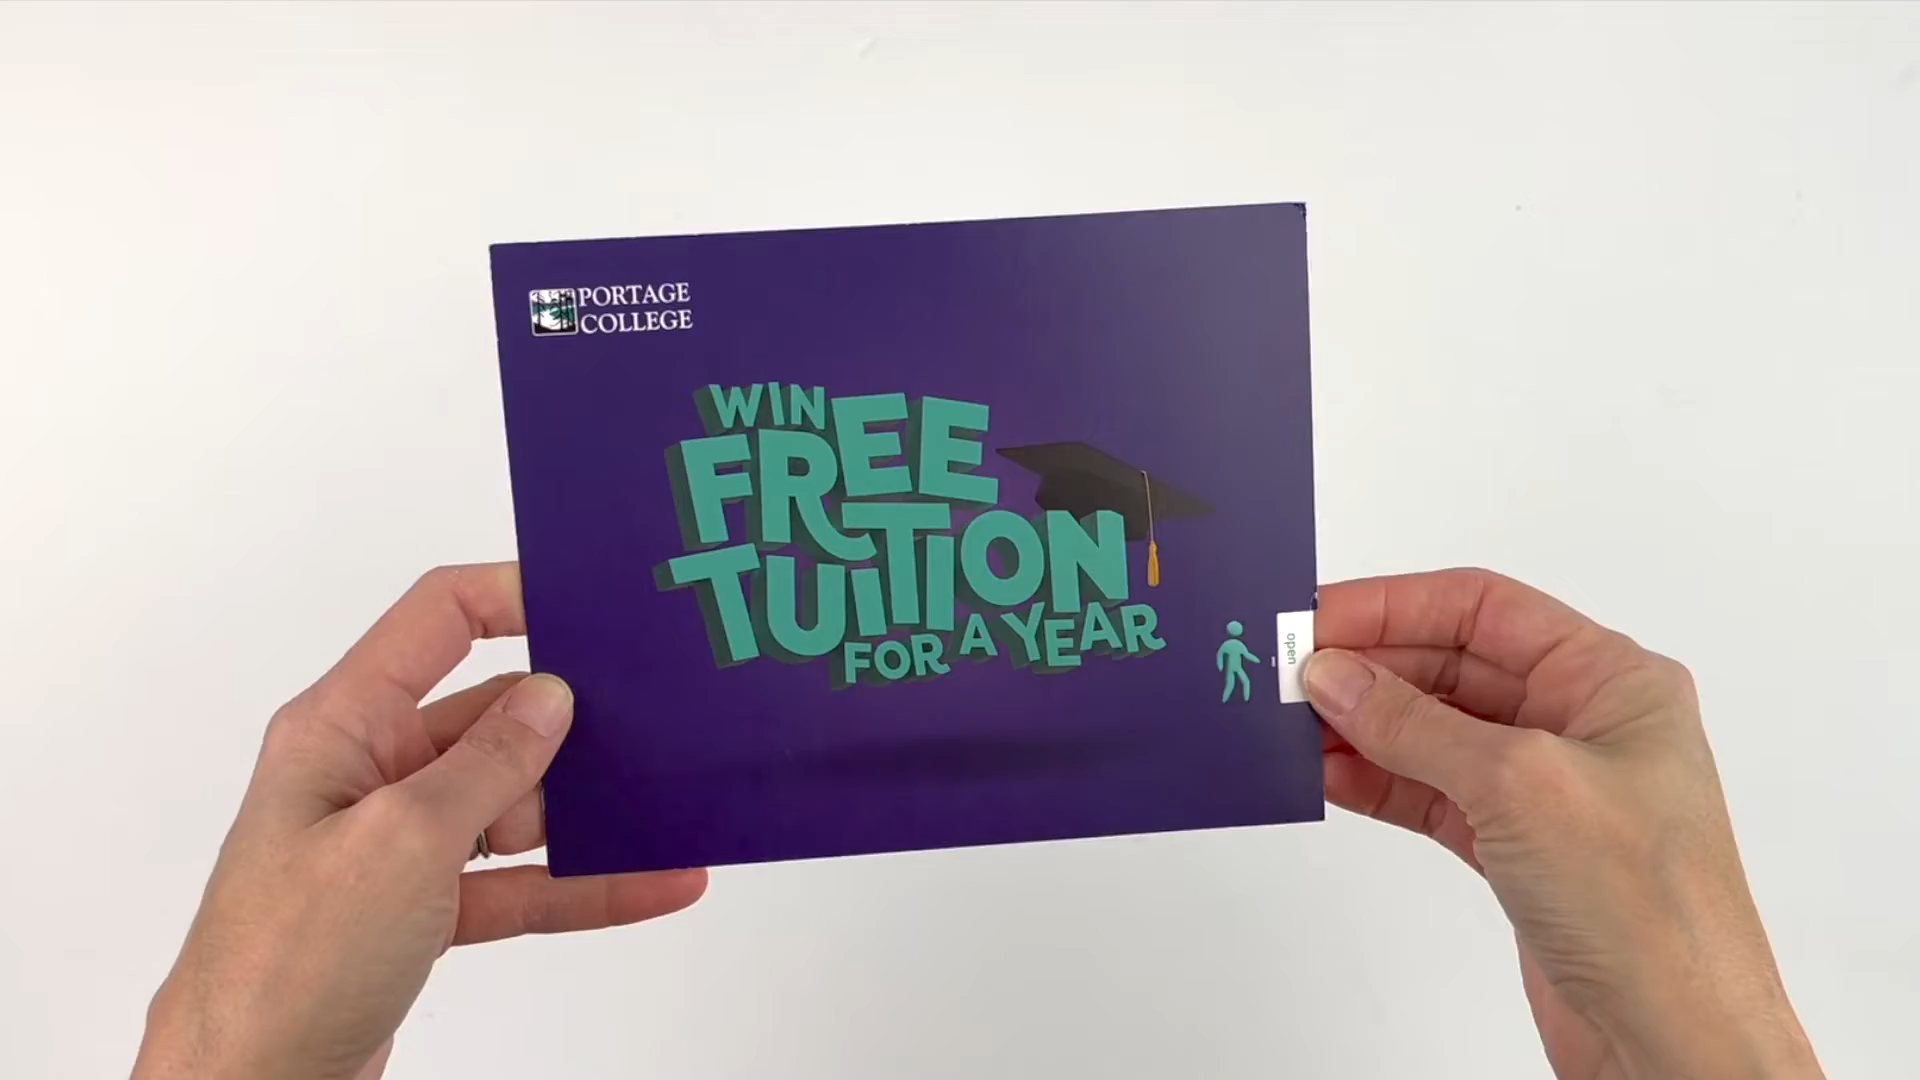 PORTAGE
COLLEGE
WIN
FREE
TUITION
FOR A YEAR
open